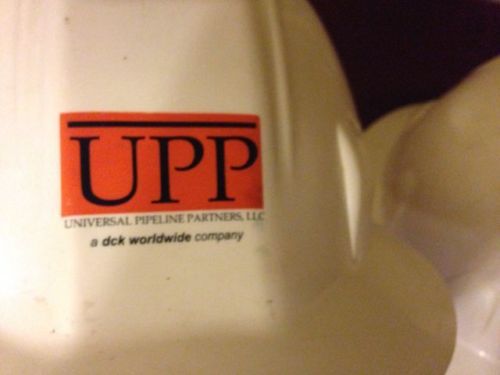 UPP
UNIVERSAL PIPELINE PARTNERS, LLC
a dck worldwide company